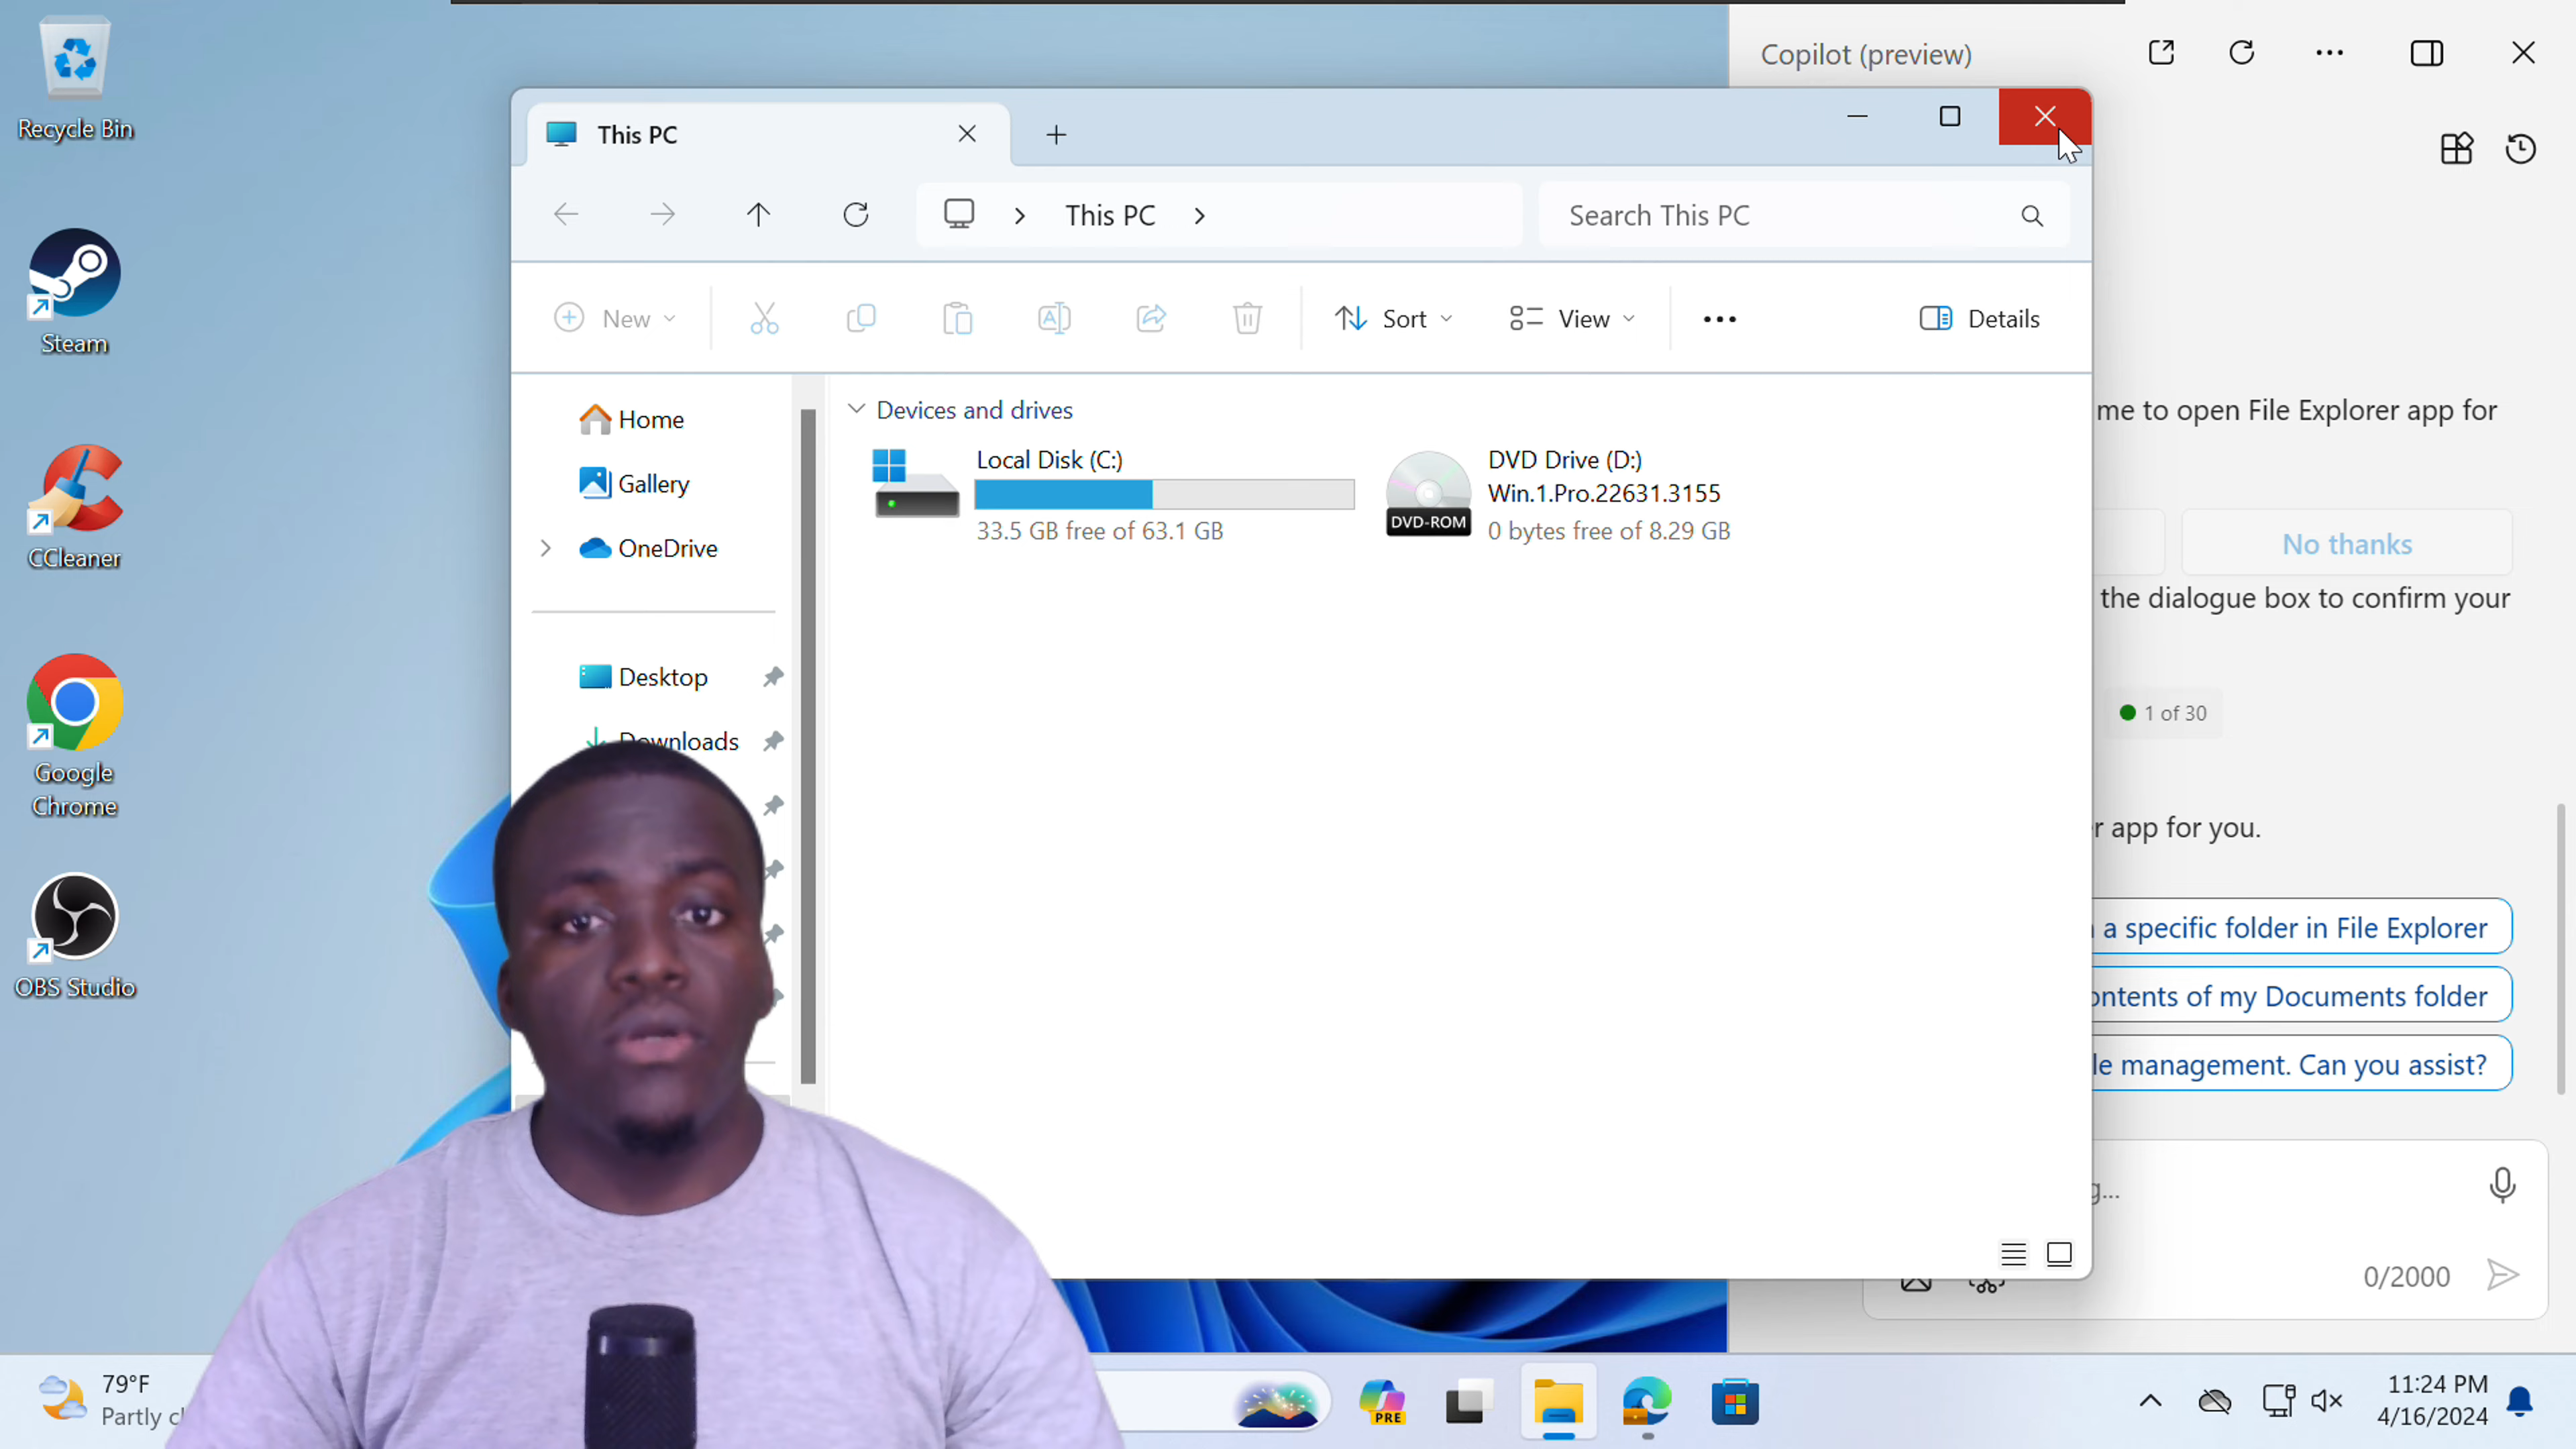 Recycle Bin
Steam
CCleaner
Google
Chrome
OBS Studio
Copilot (preview)
This PC
This PC
Search This PC
New
Sort
View
Details
Home
Gallery
OneDrive
Desktop
Downloads
Devices and drives
Local Disk (C:)
33.5 GB free of 63.1 GB
DVD Drive (D:)
Win.1.Pro.22631.3155
DVD-ROM
0 bytes free of 8.29 GB
me to open File Explorer app for
No thanks
the dialogue box to confirm your
1 of 30
app for you.
a specific folder in File Explorer
of my Documents folder
management. Can you assist?
0/2000
79°F
Partly
PRE
11:24 PM
4/16/2024